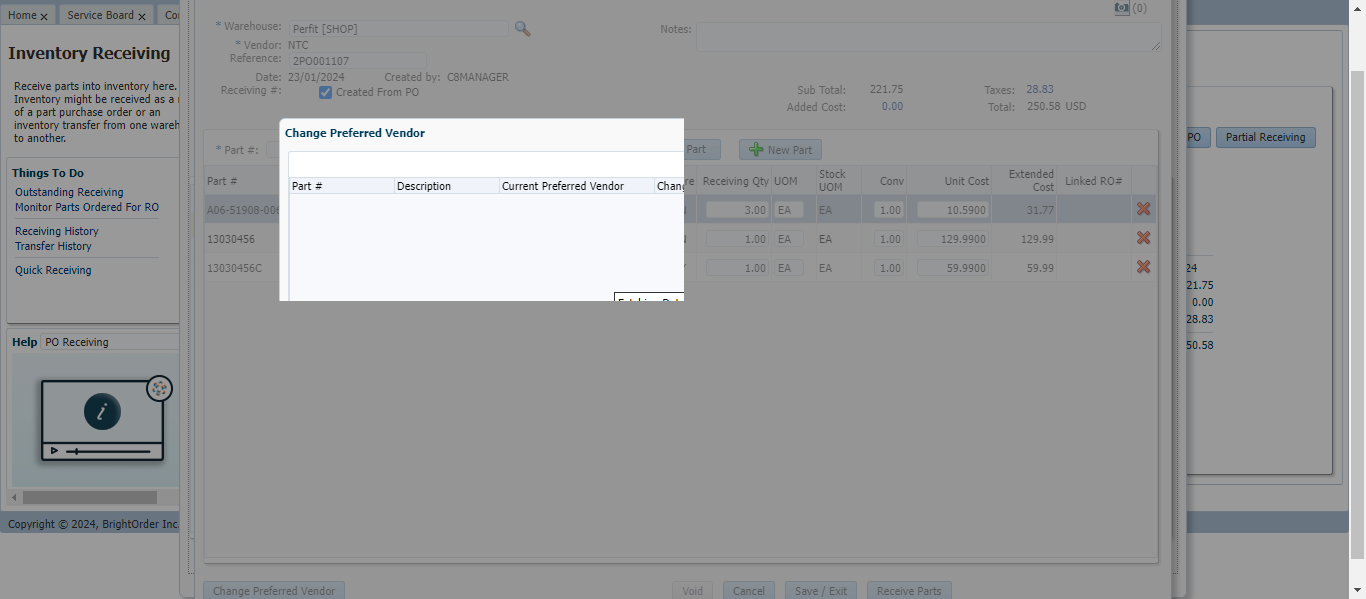 Home x
Service Board x
Inventory Receiving
Receive parts into inventory here.
Inventory might be received as a
of a part purchase order or an
inventory transfer from one
to another.
Things To Do
Outstanding Receiving
Monitor Parts Ordered For RO
Receiving History
Transfer History
Quick Receiving
Help PO Receiving
Copyright © 2024, BrightOrder Inc
(0)
* Warehouse: Perfit [SHOP]
Notes:
* Vendor: NTC
Reference: 2PO001107
Date: 23/01/2024 Created by: C8MANAGER
Receiving #: Created From PO
Sub Total: 221.75 Taxes: 28.83
Added Cost: 0.00 Total: 250.58 USD
* Part #: Part New Part
Change Preferred Vendor
Part # Description Current Preferred Vendor
Part # Receiving Qty UOM Stock UOM Conv Unit Cost Extended Cost Linked RO#
3.00 EA EA 1.00 10.5900 31.77
13030456 1.00 EA EA 1.00 129.9900 129.99
13030456C 1.00 EA EA 1.00 59.9900 59.99
PO Partial Receiving
24
21.75
0.00
28.83
50.58
Change Preferred Vendor Void Cancel Save / Exit Receive Parts